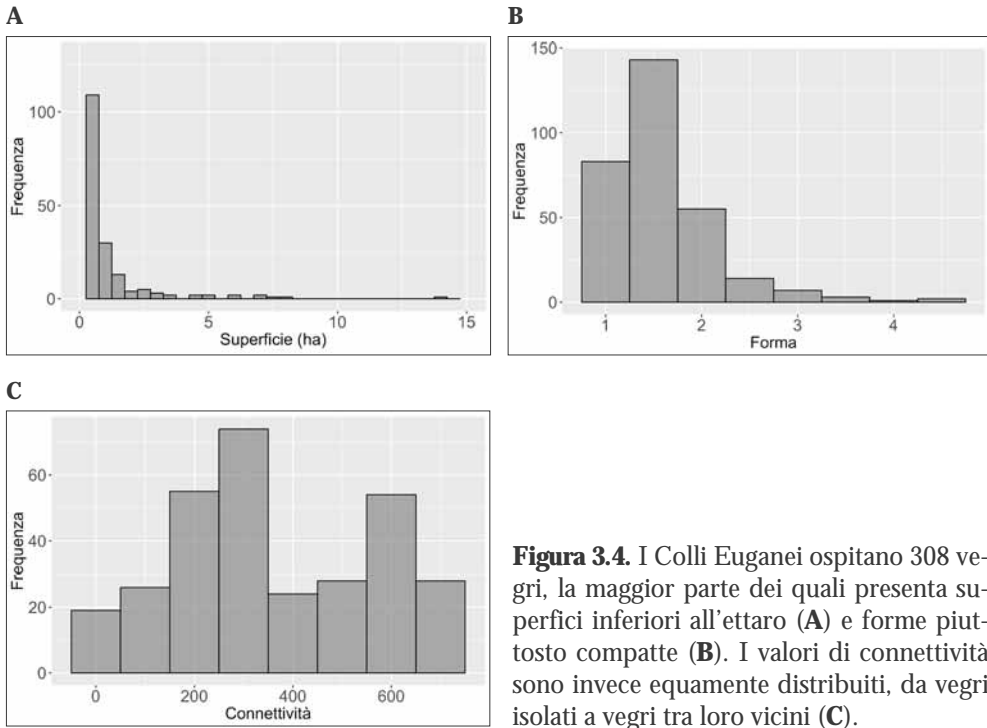 A
Frequenza
100
50
0
0
5
10
15
Superficie (ha)
B
Frequenza
150
100
50
0
1
2
3
4
Forma
C
Frequenza
60
40
20
0
0
200
400
600
Connettività
Figura 3.4. I Colli Euganei ospitano 308 ve-
gri, la maggior parte dei quali presenta su-
perfici inferiori all'ettaro (A) e forme piut-
tosto compatte (B). I valori di connettività
sono invece equamente distribuiti, da vegri
isolati a vegri tra loro vicini (C).